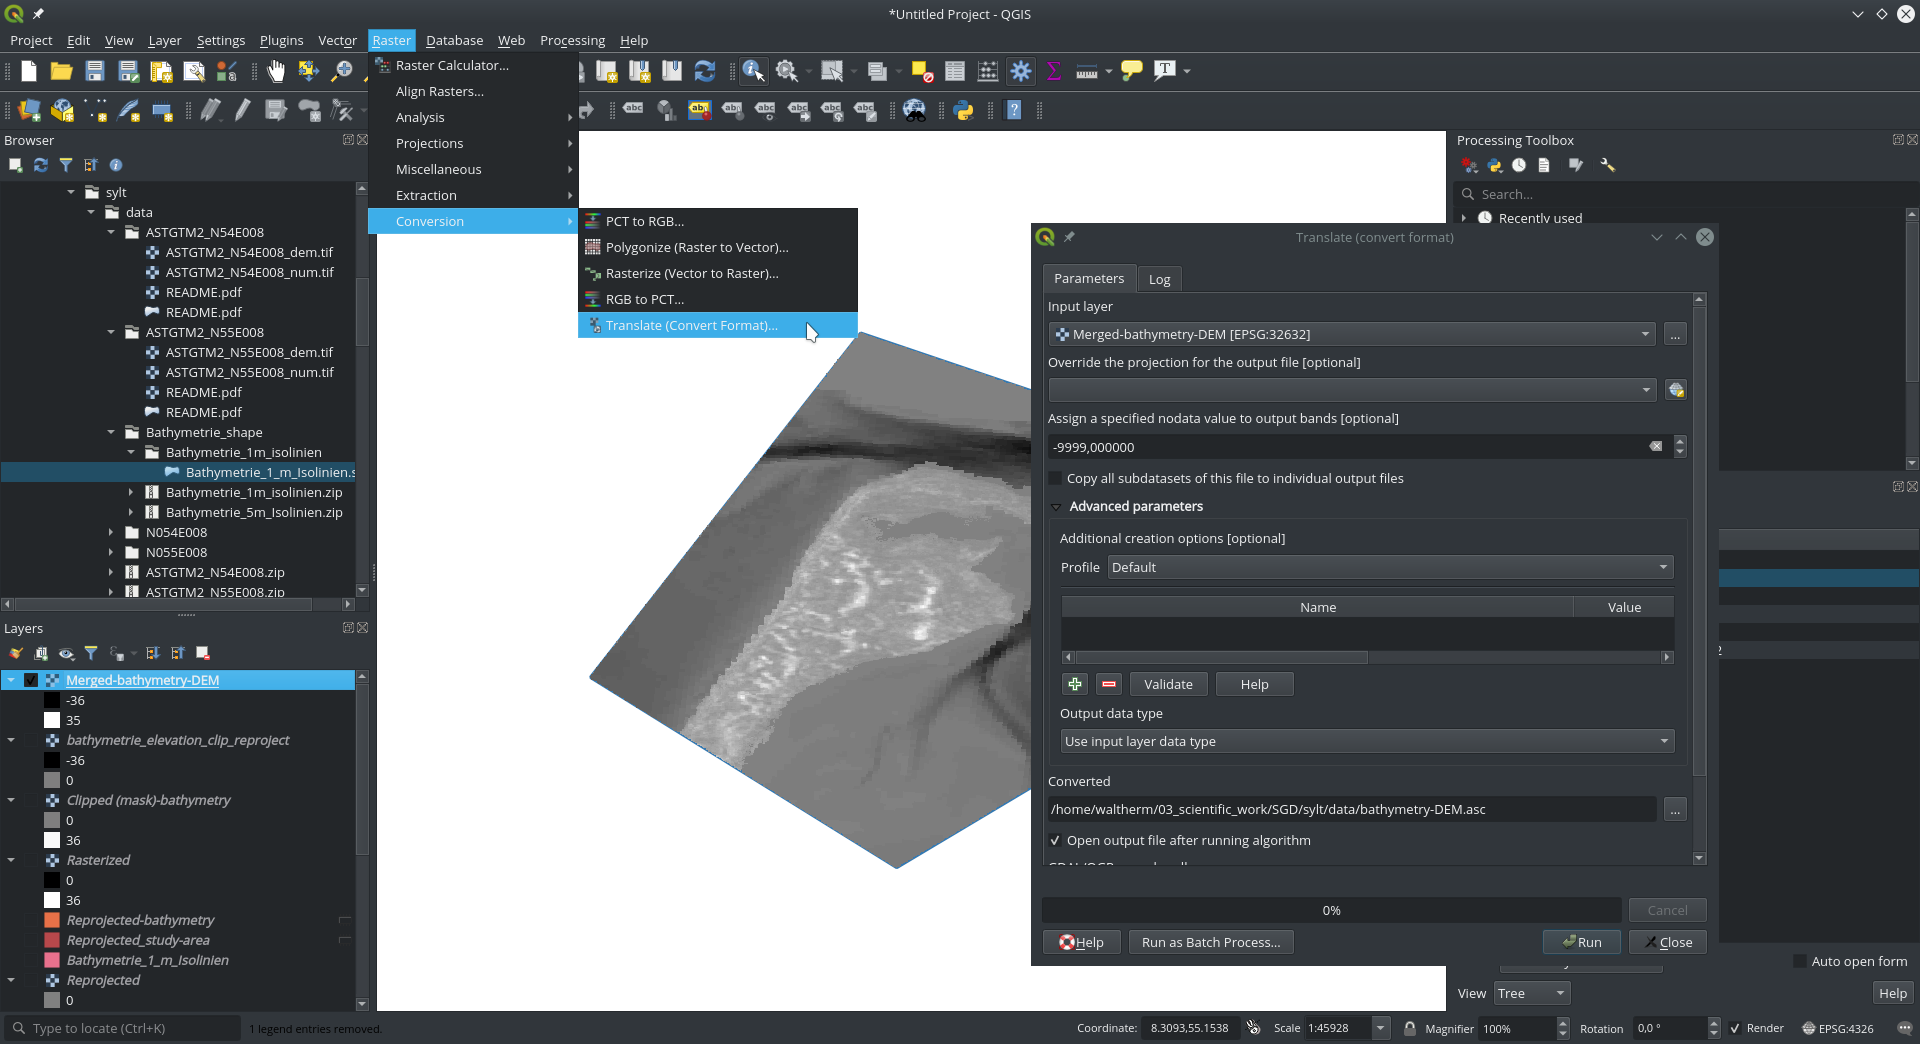 *Untitled Project - QGIS
Project Edit View Layer Settings Plugins Vector Raster Database Web Processing Help
Raster Calculator...
Align Rasters...
Analysis
Projections
Miscellaneous
Extraction
Conversion
PCT to RGB...
Polygonize (Raster to Vector)...
Rasterize (Vector to Raster)...
RGB to PCT...
Translate (Convert Format)...
abc abc abc abc abc abc abc
T
Browser
sylt
data
ASTGTM2_N54E008
ASTGTM2_N54E008_dem.tif
ASTGTM2_N54E008_num.tif
README.pdf
README.pdf
ASTGTM2_N55E008
ASTGTM2_N55E008_dem.tif
ASTGTM2_N55E008_num.tif
README.pdf
README.pdf
Bathymetrie_shape
Bathymetrie_1m_isolinien
Bathymetrie_1_m_Isolinien.s
Bathymetrie_1m_isolinien.zip
Bathymetrie_5m_Isolinien.zip
N054E008
N055E008
ASTGTM2_N54E008.zip
ASTGTM2_N55E008.zip
Layers
Merged-bathymetry-DEM
-36
35
bathymetrie_elevation_clip_reproject
-36
0
Clipped (mask)-bathymetry
0
36
Rasterized
0
36
Reprojected-bathymetry
Reprojected_study-area
Bathymetrie_1_m_Isolinien
Reprojected
0
Processing Toolbox
Search...
Recently used
Translate (convert format)
Parameters Log
Input layer
Merged-bathymetry-DEM [EPSG:32632]
...
Override the projection for the output file [optional]
Assign a specified nodata value to output bands [optional]
-9999,000000
Copy all subdatasets of this file to individual output files
Advanced parameters
Additional creation options [optional]
Profile Default
Name Value
Validate Help
Output data type
Use input layer data type
Converted
/home/waltherm/03_scientific_work/SGD/sylt/data/bathymetry-DEM.asc
...
Open output file after running algorithm
0%
Cancel
Help Run as Batch Process... Run Close
2
Auto open form
View Tree Help
Type to locate (Ctrl+K) 1 legend entries removed. Coordinate: 8.3093,55.1538 Scale 1:45928 Magnifier 100% Rotation 0,0 ° Render EPSG:4326